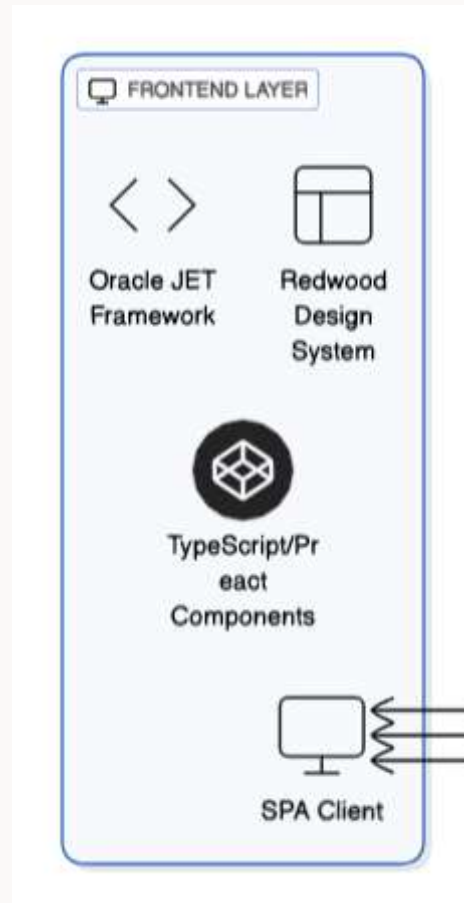 FRONTEND LAYER
Oracle JET
Framework
Redwood
Design
System
TypeScript/Pr
eact
Components
SPA Client